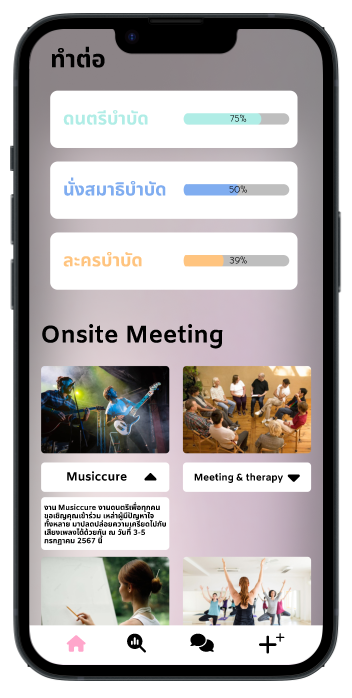 ทำต่อ
ดนตรีบำบัด
75%
นั่งสมาธิบำบัด
50%
ละครบำบัด
39%
Onsite Meeting
Musiccure
Meeting & therapy
งาน Musiccure งานดนตรีเพื่อทุกคน
ขอเชิญคุณเข้าร่วม เหล่าผู้มีปัญหาใจ
ทั้งหลาย มาปลดปล่อยความเครียดไปกับ
เสียงเพลงได้ด้วยกัน ณ วันที่ 3-5
กรกฎาคม 2567 นี้